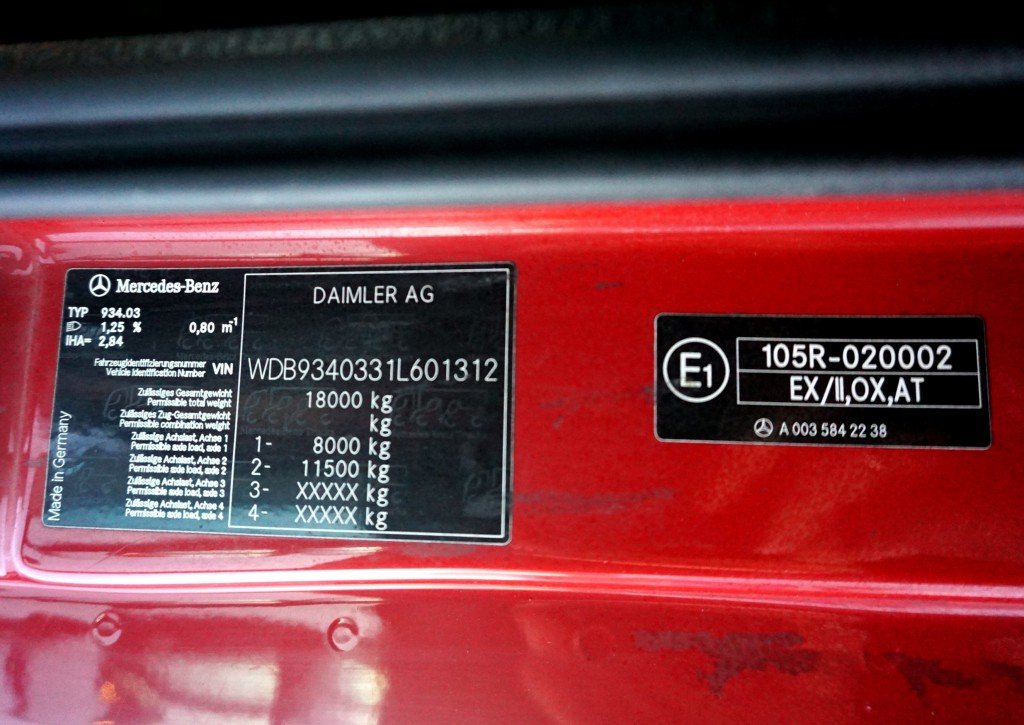 Mercedes-Benz
TYP 934.03
1,25 % 0,80 m-1
IHA= 2,84
DAIMLER AG
Fahrzeugidentifizierungsnummer
Vehicle Identification Number VIN WDB9340331L601312
Zulässiges Gesamtgewicht
Permissible total weight 18000 kg
Zulässiges Zug-Gesamtgewicht
Permissible combination weight kg
Zulässige Achslast, Achse 1
Permissible axle load, axle 1 1- 8000 kg
Zulässige Achslast, Achse 2
Permissible axle load, axle 2 2- 11500 kg
Zulässige Achslast, Achse 3
Permissible axle load, axle 3 3- XXXXX kg
Zulässige Achslast, Achse 4
Permissible axle load, axle 4 4- XXXXX kg
Made in Germany
E1
105R-020002
EX/II,OX,AT
A 003 584 22 38